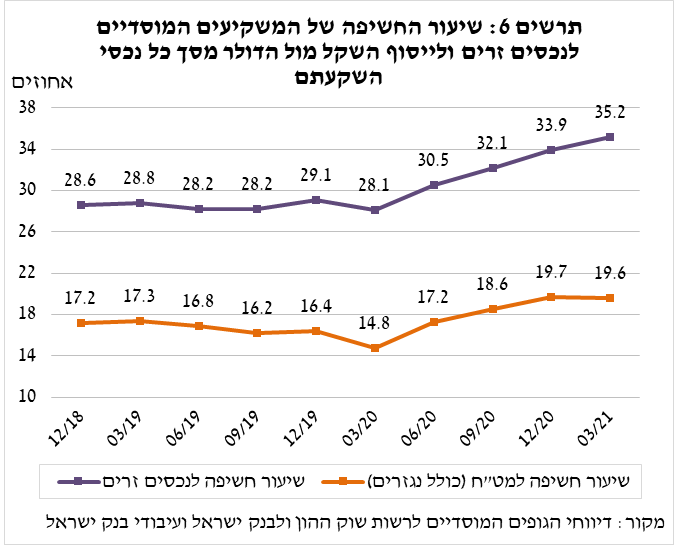 תרשים 6: שיעור החשיפה של המשקיעים המוסדיים
לנכסים זרים ולייסוף השקל מול הדולר מסך כל נכסי
השקעתם
אחוזים
38
34
30
26
22
18
14
10
28.6 28.8 28.2 28.2 29.1 28.1 30.5 32.1 33.9 35.2
17.2 17.3 16.8 16.2 16.4 14.8 17.2 18.6 19.7 19.6
12/18 03/19 06/19 09/19 12/19 03/20 06/20 09/20 12/20 03/21
שיעור חשיפה למט״ח (כולל נגזרים) שיעור חשיפה לנכסים זרים
מקור: דיווחי הגופים המוסדיים לרשות שוק ההון ולבנק ישראל ועיבודי בנק ישראל